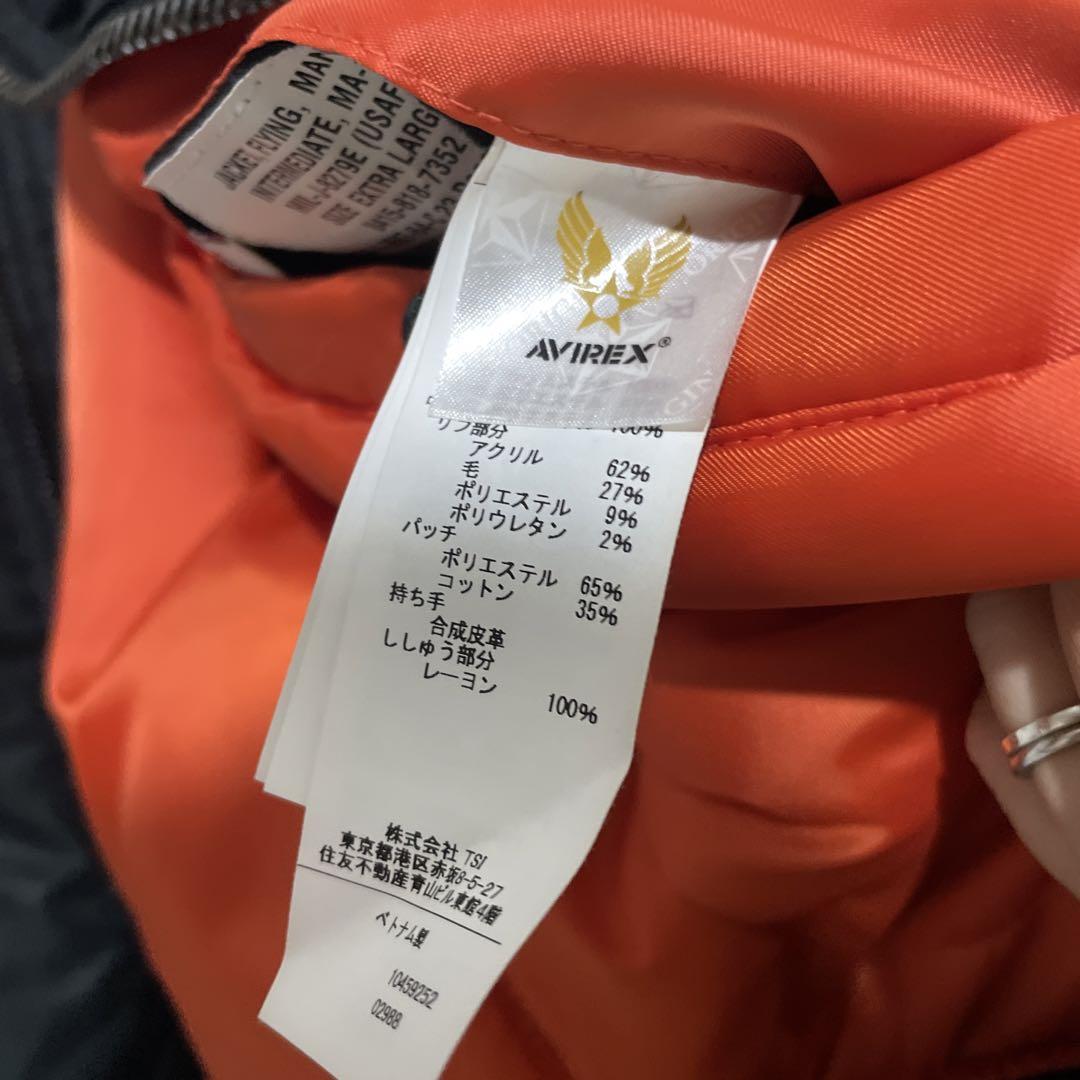 JACKET, FLYING, MAN
INTERMEDIATE, MA-
MIL-J-8279E (USAF
SIZE EXTRA LARG
8415-818-7352
AVIREX®
リブ部分 100%
アクリル 62%
毛 27%
ポリエステル 9%
ポリウレタン 2%
パッチ
ポリエステル 65%
コットン 35%
持ち手
合成皮革
ししゅう部分
レーヨン 100%
株式会社 TSI
東京都港区赤坂8-5-27
住友不動産青山ビル東館4階
ベトナム製
10459252
02988